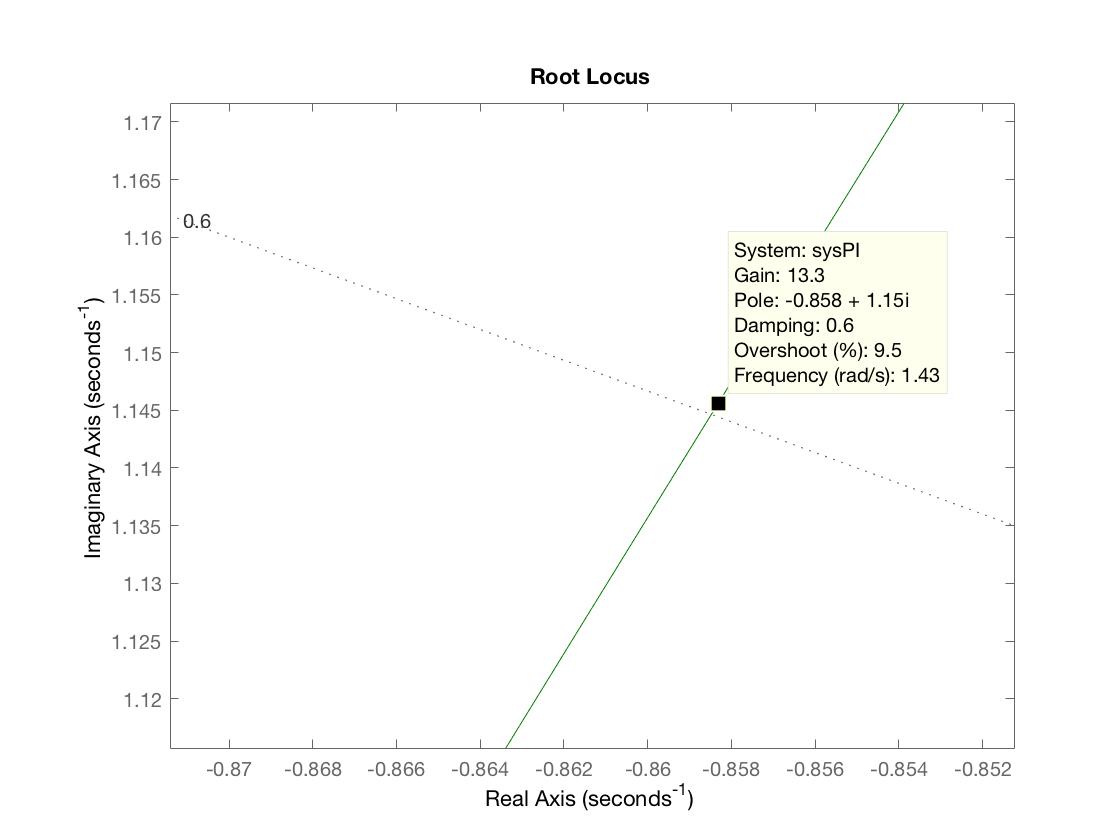 Root Locus
1.17
1.165
1.16
1.155
1.15
1.145
1.14
1.135
1.13
1.125
1.12
Imaginary Axis (seconds-1)
0.6
System: sysPI
Gain: 13.3
Pole: -0.858 + 1.15i
Damping: 0.6
Overshoot (%): 9.5
Frequency (rad/s): 1.43
-0.87 -0.868 -0.866 -0.864 -0.862 -0.86 -0.858 -0.856 -0.854 -0.852
Real Axis (seconds-1)